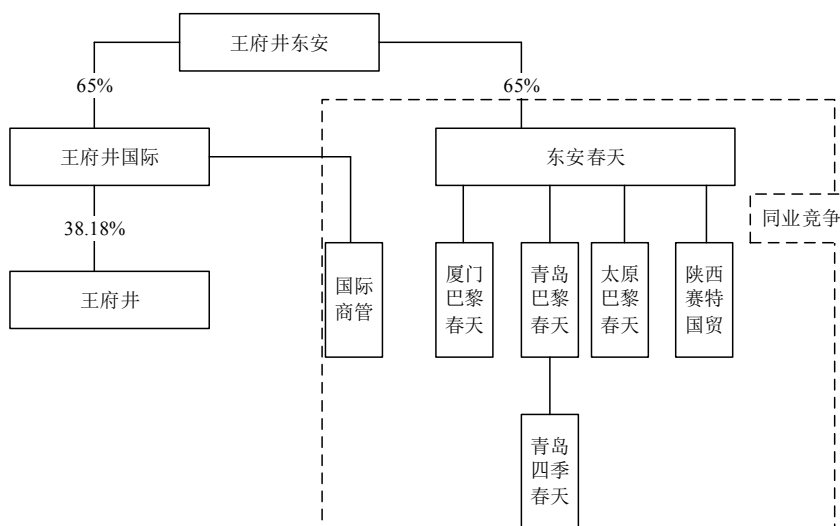 王府井东安
65%
65%
王府井国际
东安春天
38.18%
同业竞争
王府井
国际
商管
厦门
巴黎
春天
青岛
巴黎
春天
太原
巴黎
春天
陕西
赛特
国贸
青岛
四季
春天